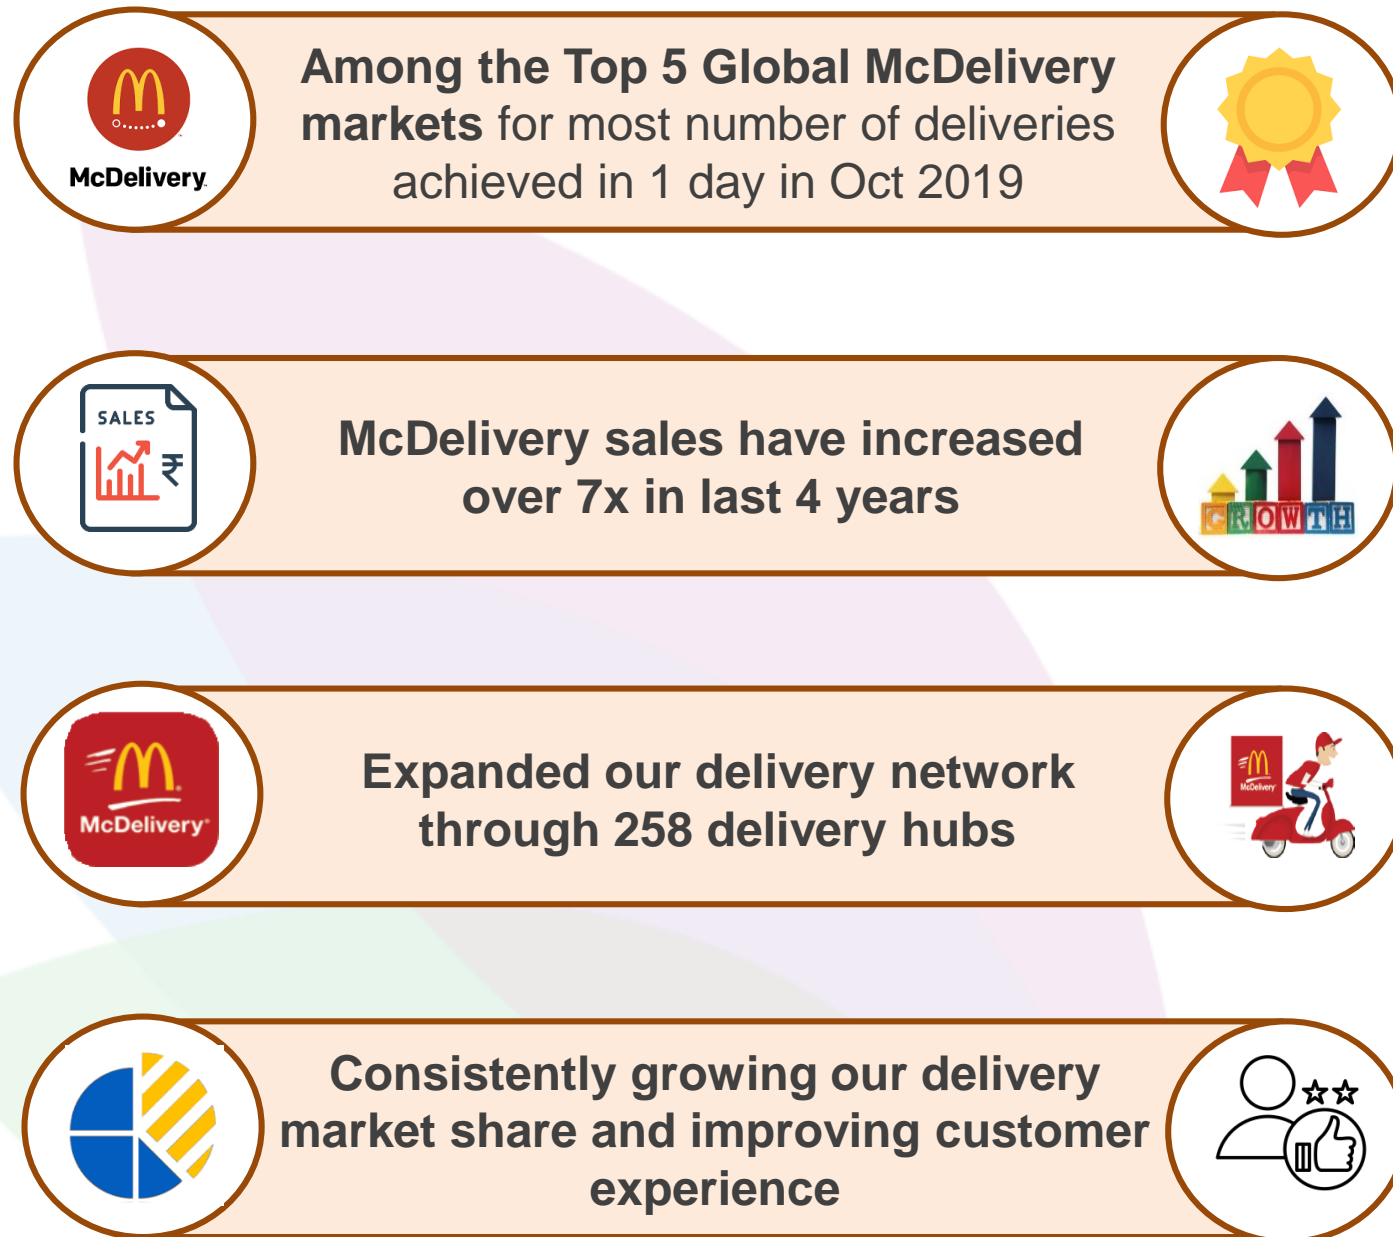 McDelivery
Among the Top 5 Global McDelivery
markets for most number of deliveries
achieved in 1 day in Oct 2019
SALES
₹
McDelivery sales have increased
over 7x in last 4 years
GROWTH
McDelivery
Expanded our delivery network
through 258 delivery hubs
McDelivery
Consistently growing our delivery
market share and improving customer
experience